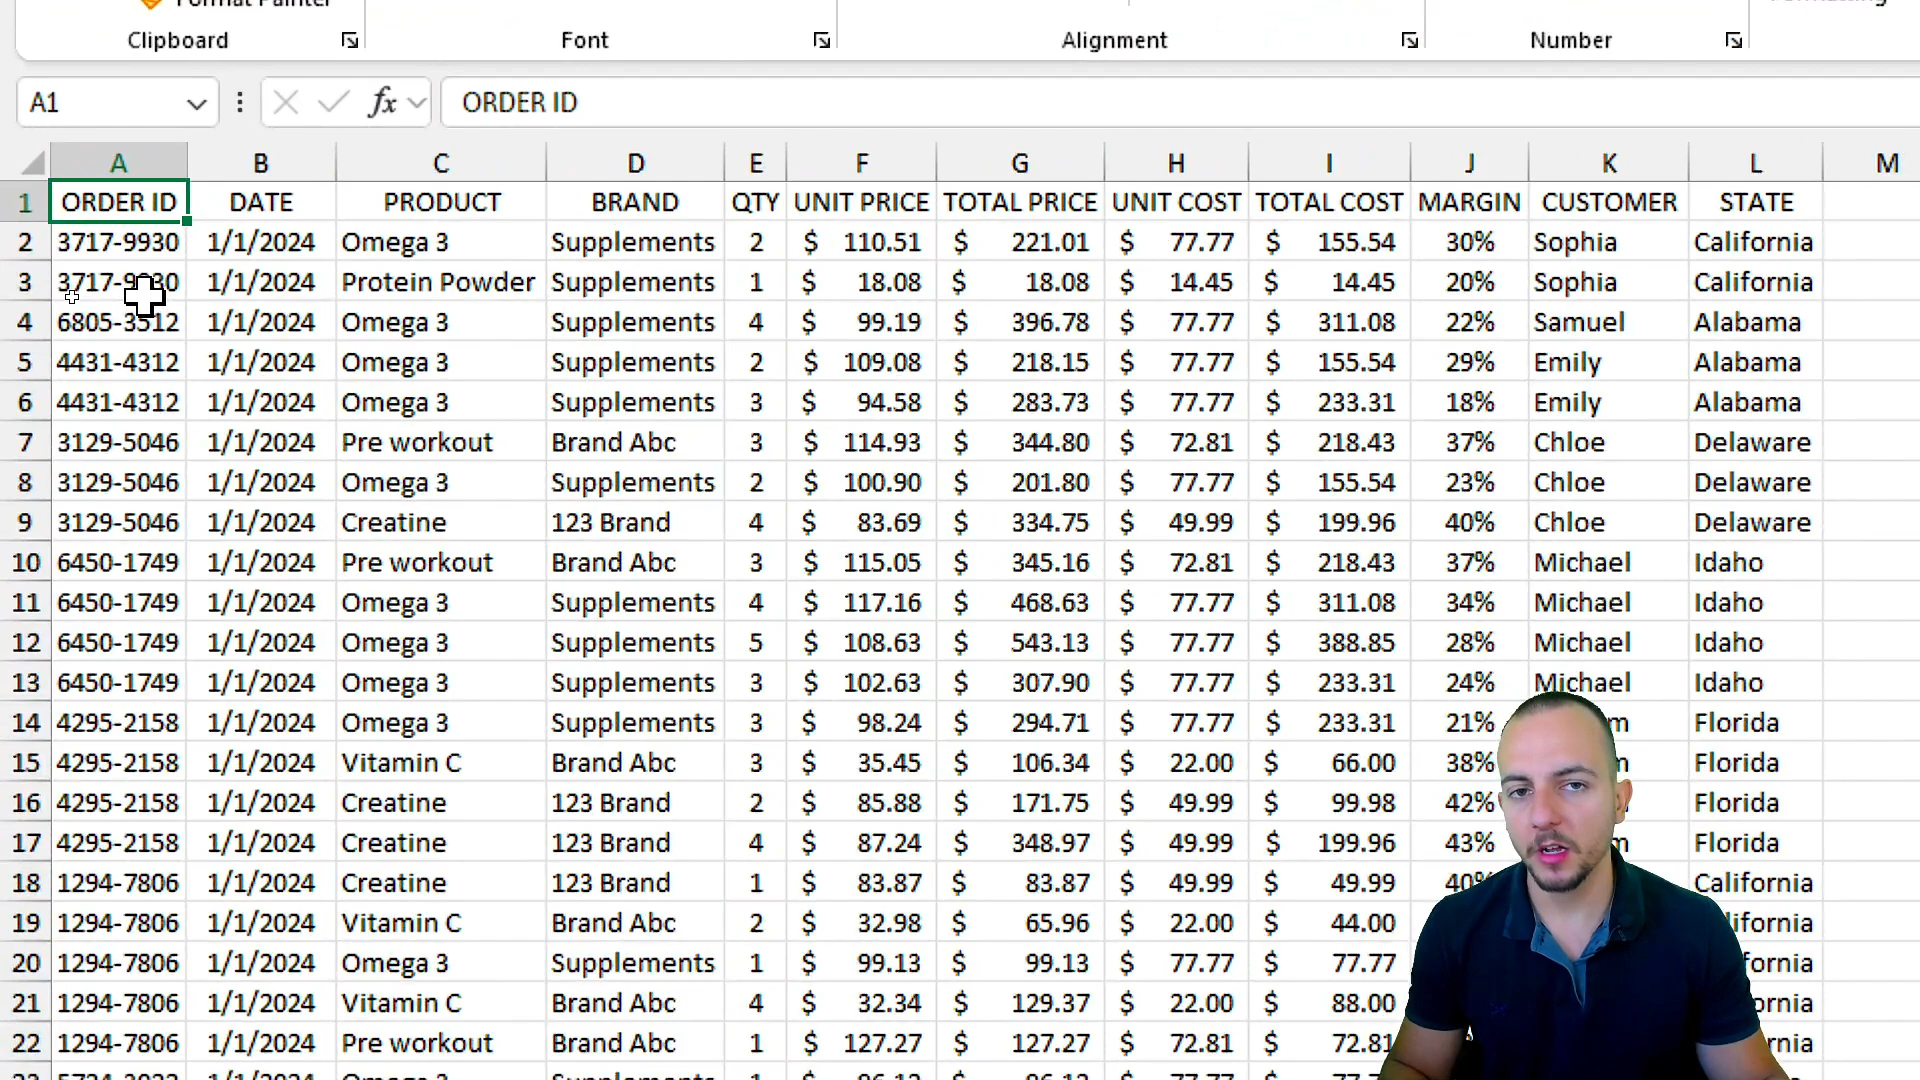 Format Painter
Clipboard Font Alignment Number
A1 fx ORDER ID
A B C D E F G H I J K L M
1 ORDER ID DATE PRODUCT BRAND QTY UNIT PRICE TOTAL PRICE UNIT COST TOTAL COST MARGIN CUSTOMER STATE
2 3717-9930 1/1/2024 Omega 3 Supplements 2 $ 110.51 $ 221.01 $ 77.77 $ 155.54 30% Sophia California
3 3717-9930 1/1/2024 Protein Powder Supplements 1 $ 18.08 $ 18.08 $ 14.45 $ 14.45 20% Sophia California
4 6805-3512 1/1/2024 Omega 3 Supplements 4 $ 99.19 $ 396.78 $ 77.77 $ 311.08 22% Samuel Alabama
5 4431-4312 1/1/2024 Omega 3 Supplements 2 $ 109.08 $ 218.15 $ 77.77 $ 155.54 29% Emily Alabama
6 4431-4312 1/1/2024 Omega 3 Supplements 3 $ 94.58 $ 283.73 $ 77.77 $ 233.31 18% Emily Alabama
7 3129-5046 1/1/2024 Pre workout Brand Abc 3 $ 114.93 $ 344.80 $ 72.81 $ 218.43 37% Chloe Delaware
8 3129-5046 1/1/2024 Omega 3 Supplements 2 $ 100.90 $ 201.80 $ 77.77 $ 155.54 23% Chloe Delaware
9 3129-5046 1/1/2024 Creatine 123 Brand 4 $ 83.69 $ 334.75 $ 49.99 $ 199.96 40% Chloe Delaware
10 6450-1749 1/1/2024 Pre workout Brand Abc 3 $ 115.05 $ 345.16 $ 72.81 $ 218.43 37% Michael Idaho
11 6450-1749 1/1/2024 Omega 3 Supplements 4 $ 117.16 $ 468.63 $ 77.77 $ 311.08 34% Michael Idaho
12 6450-1749 1/1/2024 Omega 3 Supplements 5 $ 108.63 $ 543.13 $ 77.77 $ 388.85 28% Michael Idaho
13 6450-1749 1/1/2024 Omega 3 Supplements 3 $ 102.63 $ 307.90 $ 77.77 $ 233.31 24% Michael Idaho
14 4295-2158 1/1/2024 Omega 3 Supplements 3 $ 98.24 $ 294.71 $ 77.77 $ 233.31 21% Florida
15 4295-2158 1/1/2024 Vitamin C Brand Abc 3 $ 35.45 $ 106.34 $ 22.00 $ 66.00 38% Florida
16 4295-2158 1/1/2024 Creatine 123 Brand 2 $ 85.88 $ 171.75 $ 49.99 $ 99.98 42% Florida
17 4295-2158 1/1/2024 Creatine 123 Brand 4 $ 87.24 $ 348.97 $ 49.99 $ 199.96 43% Florida
18 1294-7806 1/1/2024 Creatine 123 Brand 1 $ 83.87 $ 83.87 $ 49.99 $ 49.99 40% California
19 1294-7806 1/1/2024 Vitamin C Brand Abc 2 $ 32.98 $ 65.96 $ 22.00 $ 44.00 lifornia
20 1294-7806 1/1/2024 Omega 3 Supplements 1 $ 99.13 $ 99.13 $ 77.77 $ 77.77 fornia
21 1294-7806 1/1/2024 Vitamin C Brand Abc 4 $ 32.34 $ 129.37 $ 22.00 $ 88.00 ornia
22 1294-7806 1/1/2024 Pre workout Brand Abc 1 $ 127.27 $ 127.27 $ 72.81 $ 72.81 rnia